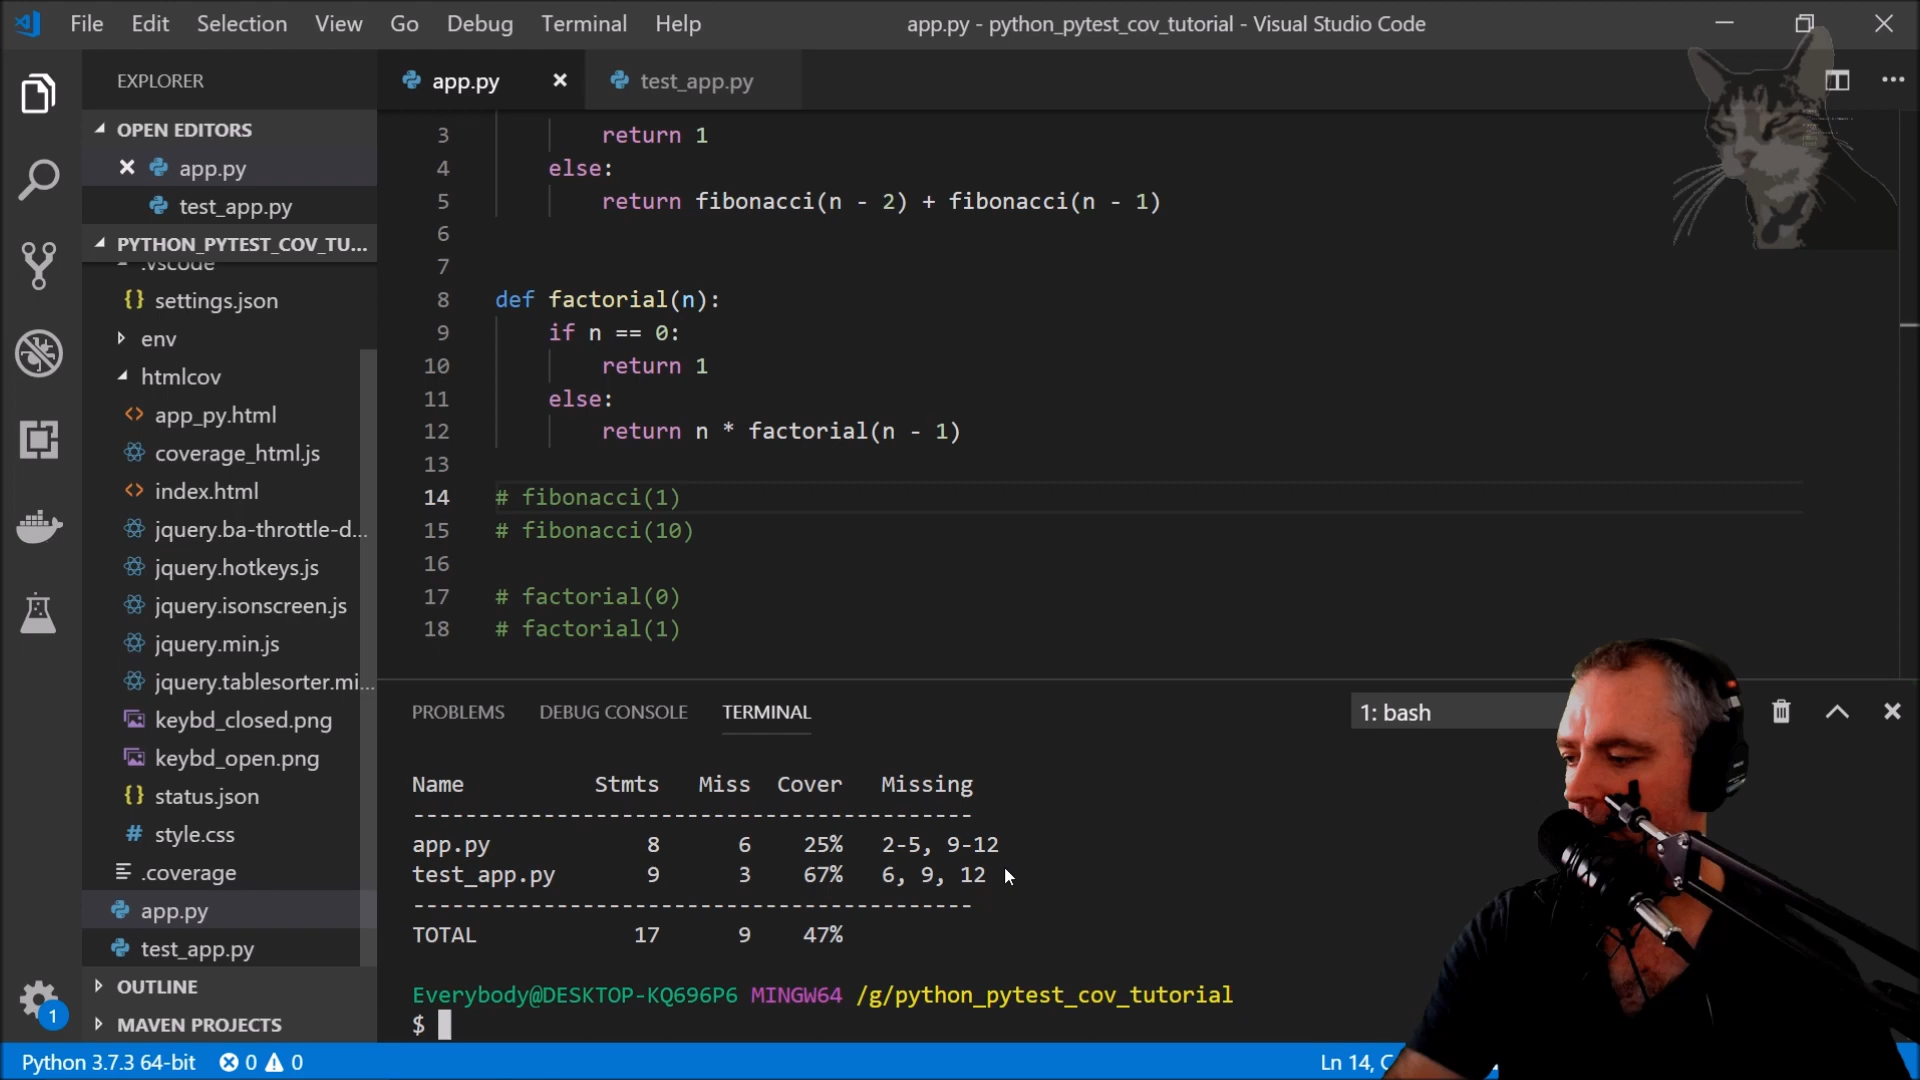 File Edit Selection View Go Debug Terminal Help
app.py - python_pytest_cov_tutorial - Visual Studio Code
EXPLORER
OPEN EDITORS
app.py
test_app.py
PYTHON_PYTEST_COV_TU...
.vscode
{} settings.json
env
htmlcov
<> app_py.html
coverage_html.js
<> index.html
jquery.ba-throttle-d...
jquery.hotkeys.js
jquery.isonscreen.js
jquery.min.js
jquery.tablesorter.mi...
keybd_closed.png
keybd_open.png
{} status.json
# style.css
.coverage
app.py
test_app.py
OUTLINE
MAVEN PROJECTS
1
app.py test_app.py
3 return 1
4 else:
5 return fibonacci(n - 2) + fibonacci(n - 1)
6
7
8 def factorial(n):
9 if n == 0:
10 return 1
11 else:
12 return n * factorial(n - 1)
13
14 # fibonacci(1)
15 # fibonacci(10)
16
17 # factorial(0)
18 # factorial(1)
PROBLEMS DEBUG CONSOLE TERMINAL 1: bash
Name Stmts Miss Cover Missing
-------------------------------------------
app.py 8 6 25% 2-5, 9-12
test_app.py 9 3 67% 6, 9, 12
-------------------------------------------
TOTAL 17 9 47%
Everybody@DESKTOP-KQ696P6 MINGW64 /g/python_pytest_cov_tutorial
$
Python 3.7.3 64-bit 0 0 Ln 14,